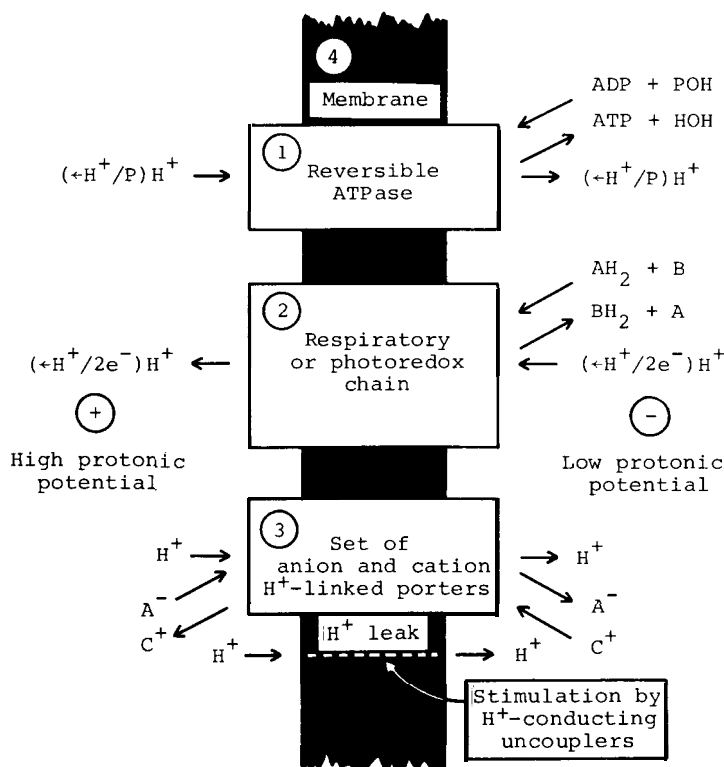 4
Membrane
ADP + POH
ATP + HOH
1
Reversible
ATPase
(←H⁺/P)H⁺
(←H⁺/P)H⁺
AH₂ + B
BH₂ + A
2
Respiratory
or photoredox
chain
(←H⁺/2e⁻)H⁺
(←H⁺/2e⁻)H⁺
+
High protonic
potential
−
Low protonic
potential
3
Set of
anion and cation
H⁺-linked porters
H⁺
A⁻
C⁺
H⁺
A⁻
C⁺
H⁺ leak
H⁺
H⁺
Stimulation by
H⁺-conducting
uncouplers